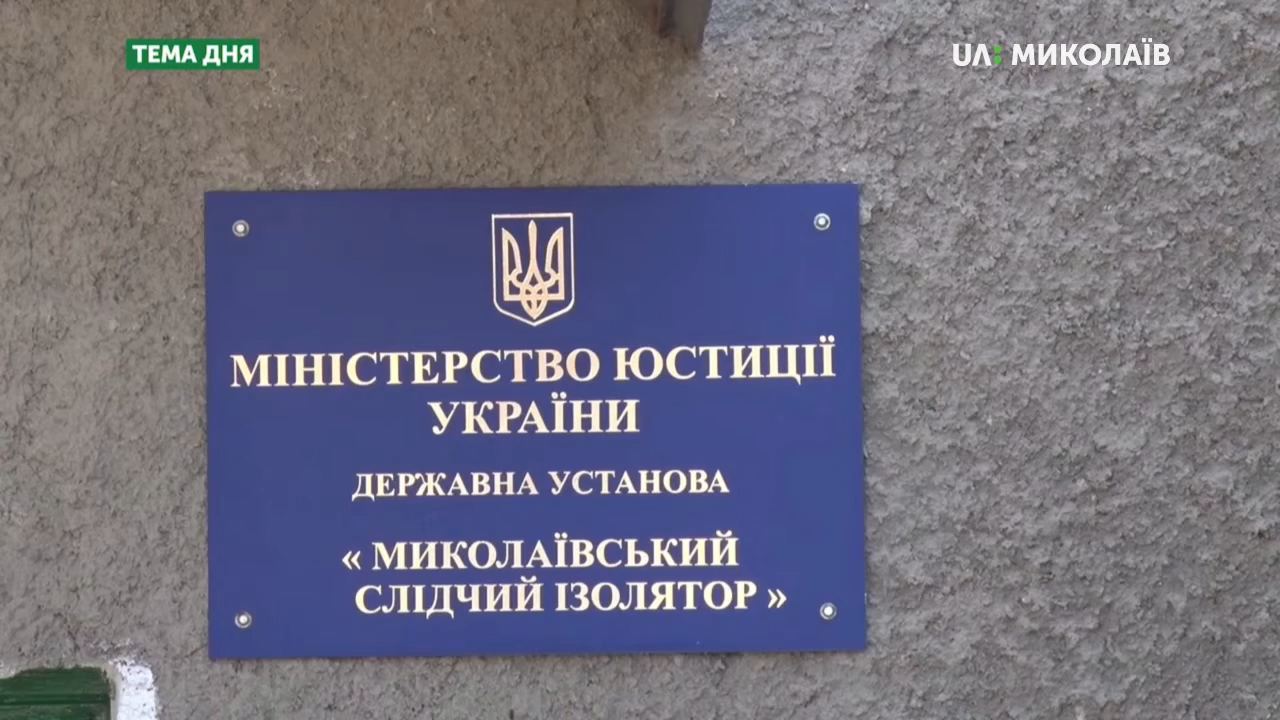 ТЕМА ДНЯ
UA: МИКОЛАЇВ
МІНІСТЕРСТВО ЮСТИЦІЇ
УКРАЇНИ
ДЕРЖАВНА УСТАНОВА
« МИКОЛАЇВСЬКИЙ
СЛІДЧИЙ ІЗОЛЯТОР »